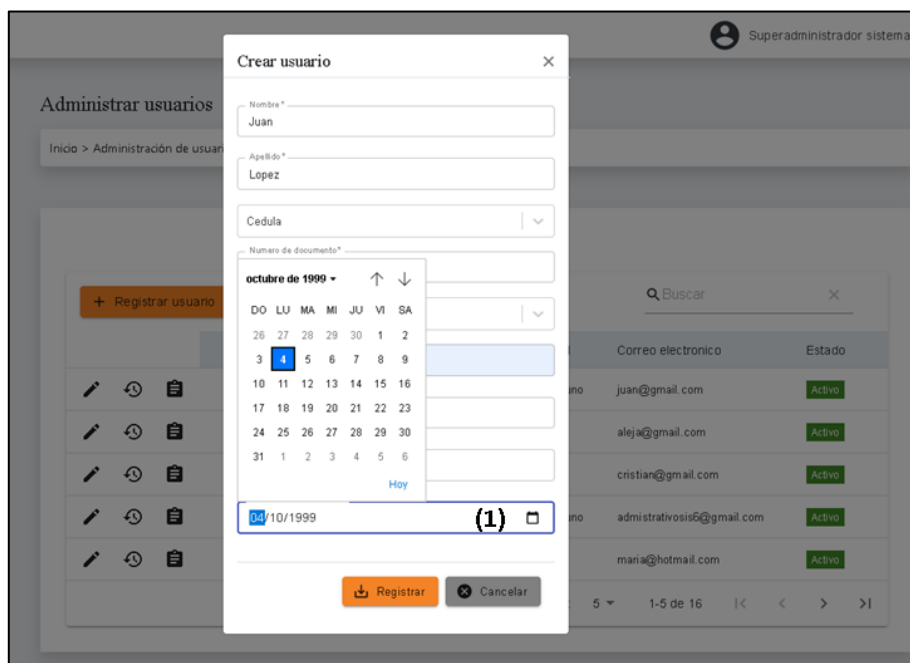 Superadministrador sistema
Crear usuario
Administrar usuarios
Nombre*
Juan
Inicio > Administración de usuar
Apellido*
Lopez
Cedula
Numero de documento*
octubre de 1999
+ Registrar usuario
Buscar
DO LU MA MI JU VI SA
26 27 28 29 30 1 2
3 4 5 6 7 8 9
10 11 12 13 14 15 16
17 18 19 20 21 22 23
24 25 26 27 28 29 30
31 1 2 3 4 5 6
Hoy
Correo electronico Estado
uno juan@gmail.com Activo
aleja@gmail.com Activo
cristian@gmail.com Activo
uno admistrativosis6@gmail.com Activo
maria@hotmail.com Activo
04/10/1999 (1)
Registrar Cancelar
5 1-5 de 16